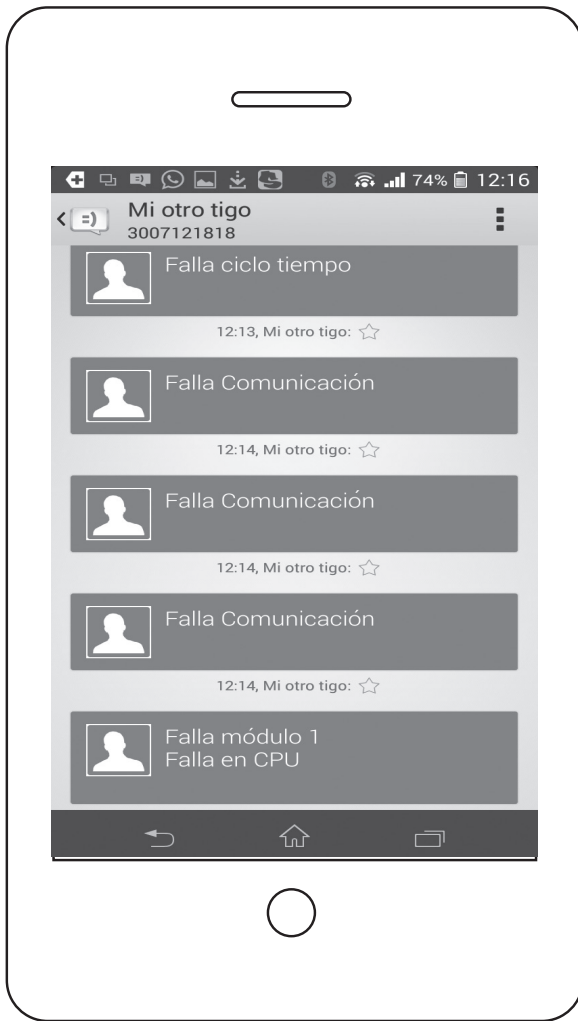 74% 12:16
Mi otro tigo
3007121818
Falla ciclo tiempo
12:13, Mi otro tigo:
Falla Comunicación
12:14, Mi otro tigo:
Falla Comunicación
12:14, Mi otro tigo:
Falla Comunicación
12:14, Mi otro tigo:
Falla módulo 1
Falla en CPU